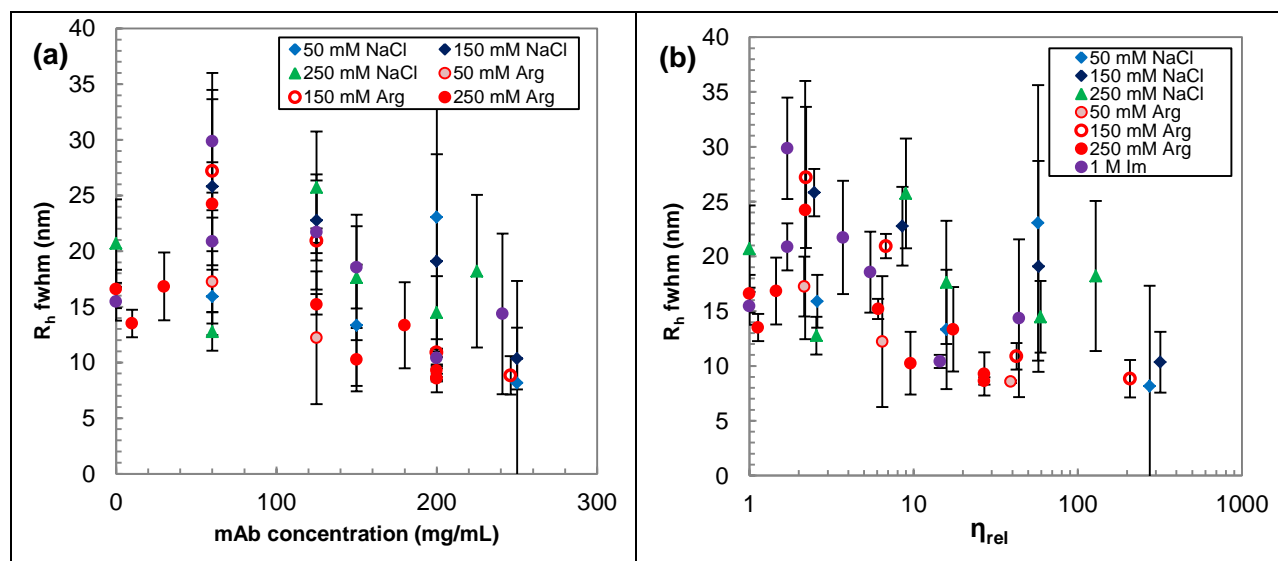 (a)
50 mM NaCl 150 mM NaCl
250 mM NaCl 50 mM Arg
150 mM Arg 250 mM Arg
Rh fwhm (nm)
40
35
30
25
20
15
10
5
0
0 100 200 300
mAb concentration (mg/mL)
(b)
50 mM NaCl
150 mM NaCl
250 mM NaCl
50 mM Arg
150 mM Arg
250 mM Arg
1 M Im
Rh fwhm (nm)
40
35
30
25
20
15
10
5
0
1 10 100 1000
ηrel